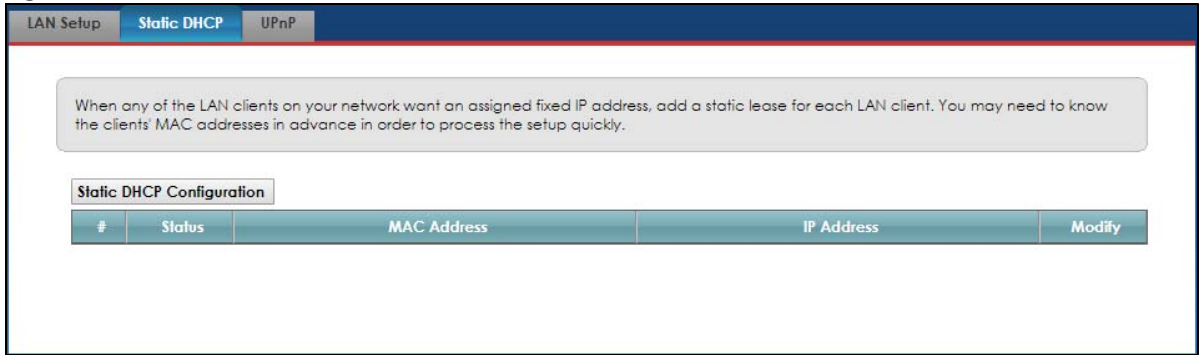 LAN Setup Static DHCP UPnP
When any of the LAN clients on your network want an assigned fixed IP address, add a static lease for each LAN client. You may need to know
the clients' MAC addresses in advance in order to process the setup quickly.
Static DHCP Configuration
# Status MAC Address IP Address Modify